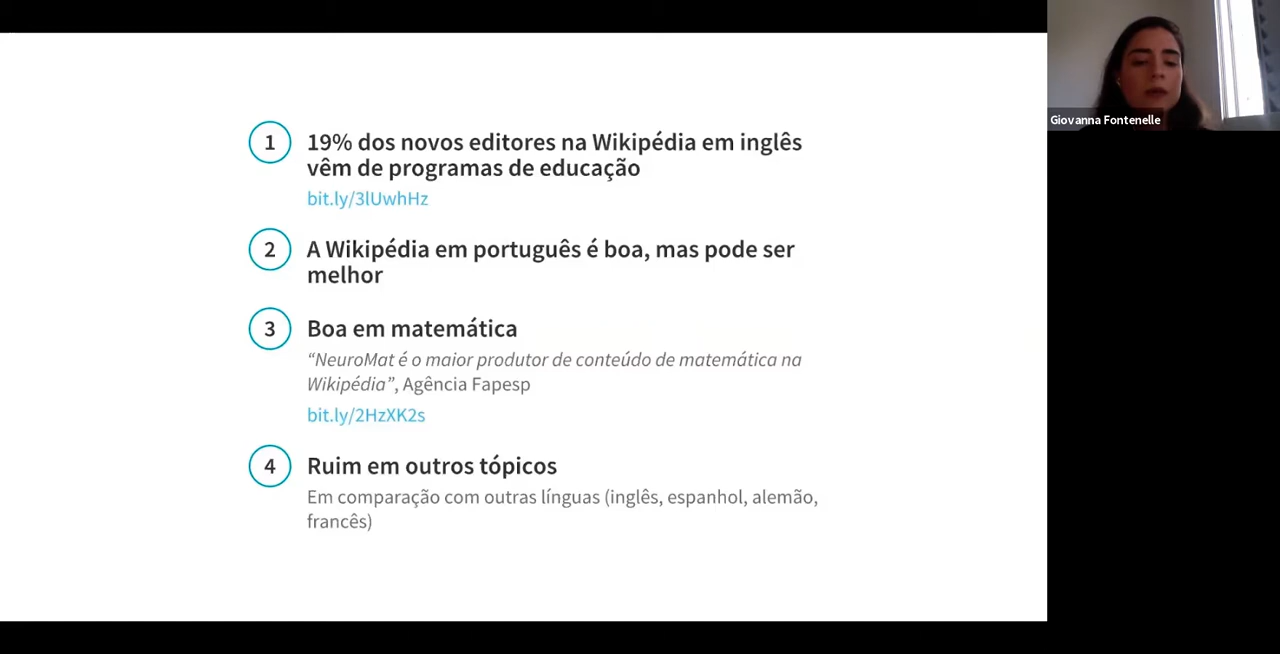 1
19% dos novos editores na Wikipédia em inglês
vêm de programas de educação
bit.ly/3lUwhHz
2
A Wikipédia em português é boa, mas pode ser
melhor
3
Boa em matemática
“NeuroMat é o maior produtor de conteúdo de matemática na
Wikipédia”, Agência Fapesp
bit.ly/2HzXK2s
4
Ruim em outros tópicos
Em comparação com outras línguas (inglês, espanhol, alemão,
francês)
Giovanna Fontenelle